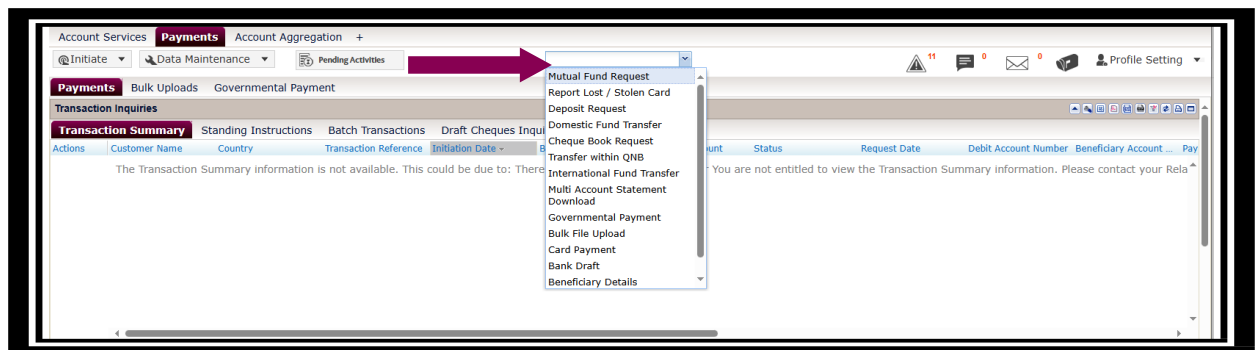 Account Services Payments Account Aggregation +
Initiate Data Maintenance Pending Activities 11 0 0 Profile Setting
Payments Bulk Uploads Governmental Payment
Transaction Inquiries
Transaction Summary Standing Instructions Batch Transactions Draft Cheques
Actions Customer Name Country Transaction Reference Initiation Date Status Request Date Debit Account Number Beneficiary Account ... Pay
The Transaction Summary information is not available. This could be due to: There You are not entitled to view the Transaction Summary information. Please contact your Rela
Mutual Fund Request
Report Lost / Stolen Card
Deposit Request
Domestic Fund Transfer
Cheque Book Request
Transfer within QNB
International Fund Transfer
Multi Account Statement
Download
Governmental Payment
Bulk File Upload
Card Payment
Bank Draft
Beneficiary Details